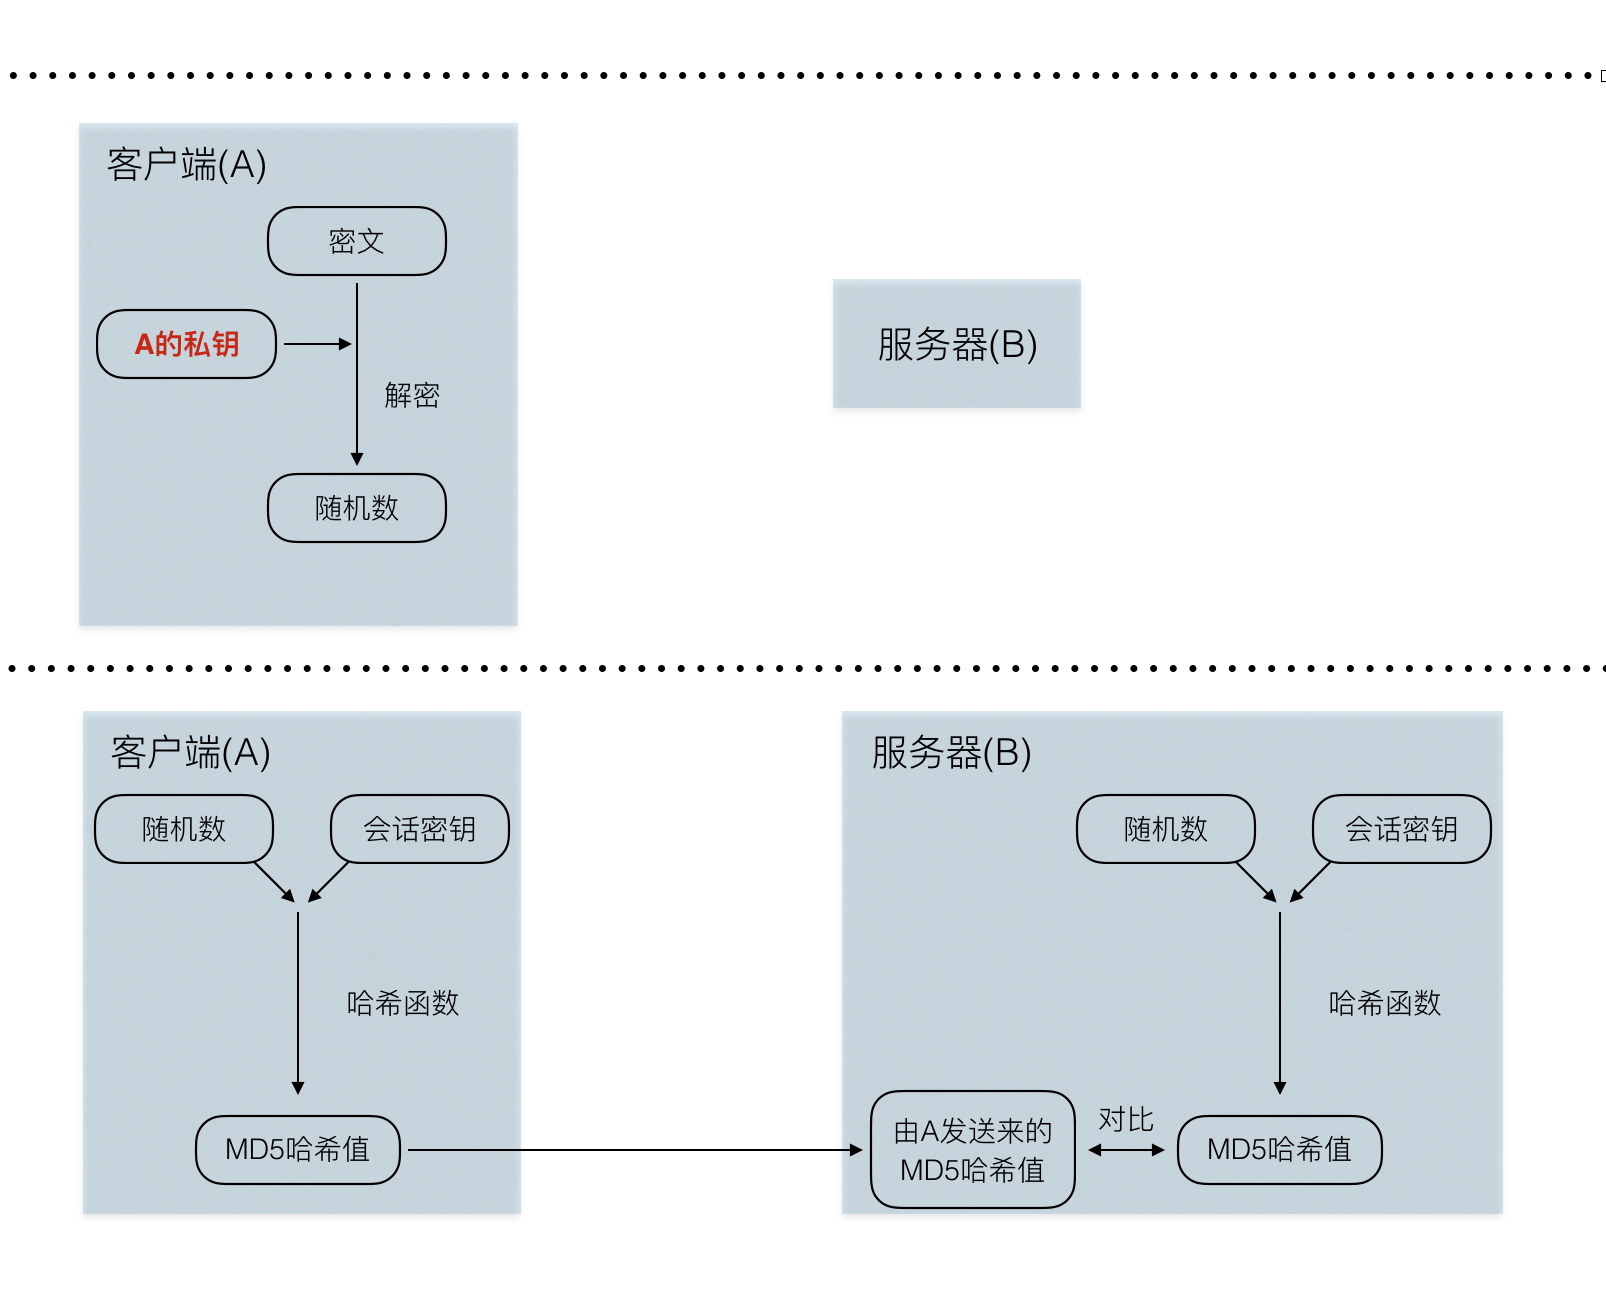 客户端(A)
密文
A的私钥
解密
随机数
服务器(B)
客户端(A)
随机数
会话密钥
哈希函数
MD5哈希值
服务器(B)
随机数
会话密钥
哈希函数
由A发送来的
MD5哈希值
对比
MD5哈希值